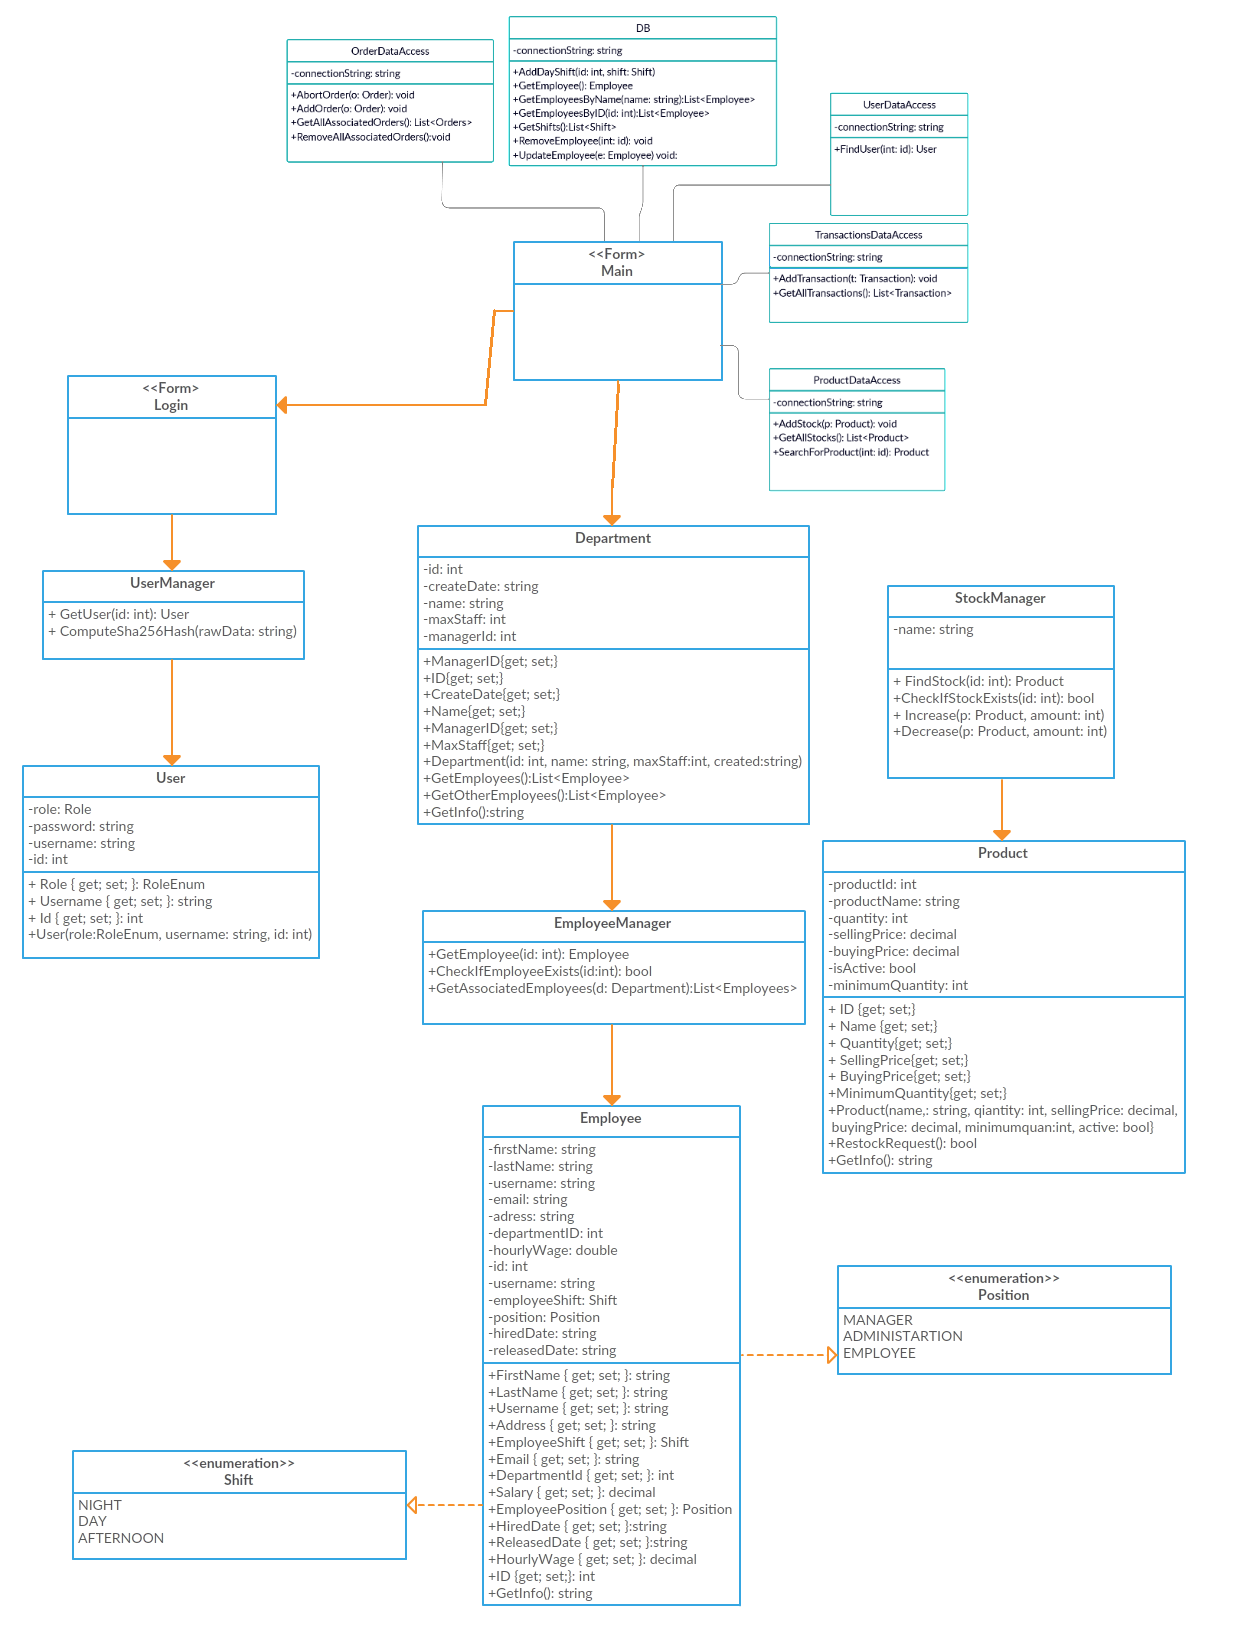 OrderDataAccess
-connectionString: string
+AbortOrder(o: Order): void
+AddOrder(o: Order): void
+GetAllAssociatedOrders(): List<Orders>
+RemoveAllAssociatedOrders():void
DB
-connectionString: string
+AddDayShift(id: int, shift: Shift)
+GetEmployee(): Employee
+GetEmployeesByName(name: string):List<Employee>
+GetEmployeesByID(id: int):List<Employee>
+GetShifts():List<Shift>
+RemoveEmployee(int: id): void
+UpdateEmployee(e: Employee) void:
UserDataAccess
-connectionString: string
+FindUser(int: id): User
TransactionsDataAccess
-connectionString: string
+AddTransaction(t: Transaction): void
+GetAllTransactions(): List<Transaction>
<<Form>>
Main
ProductDataAccess
-connectionString: string
+AddStock(p: Product): void
+GetAllStocks(): List<Product>
+SearchForProduct(int: id): Product
<<Form>>
Login
UserManager
+ GetUser(id: int): User
+ ComputeSha256Hash(rawData: string)
User
-role: Role
-password: string
-username: string
-id: int
+ Role { get; set; }: RoleEnum
+ Username { get; set; }: string
+ Id { get; set; }: int
+User(role:RoleEnum, username: string, id: int)
Department
-id: int
-createDate: string
-name: string
-maxStaff: int
-managerId: int
+ManagerID{get; set;}
+ID{get; set;}
+CreateDate{get; set;}
+Name{get; set;}
+ManagerID{get; set;}
+MaxStaff{get; set;}
+Department(id: int, name: string, maxStaff:int, created:string)
+GetEmployees():List<Employee>
+GetOtherEmployees():List<Employee>
+GetInfo():string
StockManager
-name: string
+ FindStock(id: int): Product
+CheckIfStockExists(id: int): bool
+ Increase(p: Product, amount: int)
+Decrease(p: Product, amount: int)
Product
-productId: int
-productName: string
-quantity: int
-sellingPrice: decimal
-buyingPrice: decimal
-isActive: bool
-minimumQuantity: int
+ ID {get; set;}
+ Name {get; set;}
+ Quantity{get; set;}
+ SellingPrice{get; set;}
+ BuyingPrice{get; set;}
+MinimumQuantity{get; set;}
+Product(name,: string, qiantity: int, sellingPrice: decimal,
buyingPrice: decimal, minimumquan:int, active: bool}
+RestockRequest(): bool
+GetInfo(): string
EmployeeManager
+GetEmployee(id: int): Employee
+CheckIfEmployeeExists(id:int): bool
+GetAssociatedEmployees(d: Department):List<Employees>
Employee
-firstName: string
-lastName: string
-username: string
-email: string
-adress: string
-departmentID: int
-hourlyWage: double
-id: int
-username: string
-employeeShift: Shift
-position: Position
-hiredDate: string
-releasedDate: string
+FirstName { get; set; }: string
+LastName { get; set; }: string
+Username { get; set; }: string
+Address { get; set; }: string
+EmployeeShift { get; set; }: Shift
+Email { get; set; }: string
+DepartmentId { get; set; }: int
+Salary { get; set; }: decimal
+EmployeePosition { get; set; }: Position
+HiredDate { get; set; }:string
+ReleasedDate { get; set; }:string
+HourlyWage { get; set; }: decimal
+ID {get; set;}: int
+GetInfo(): string
<<enumeration>>
Position
MANAGER
ADMINISTARTION
EMPLOYEE
<<enumeration>>
Shift
NIGHT
DAY
AFTERNOON